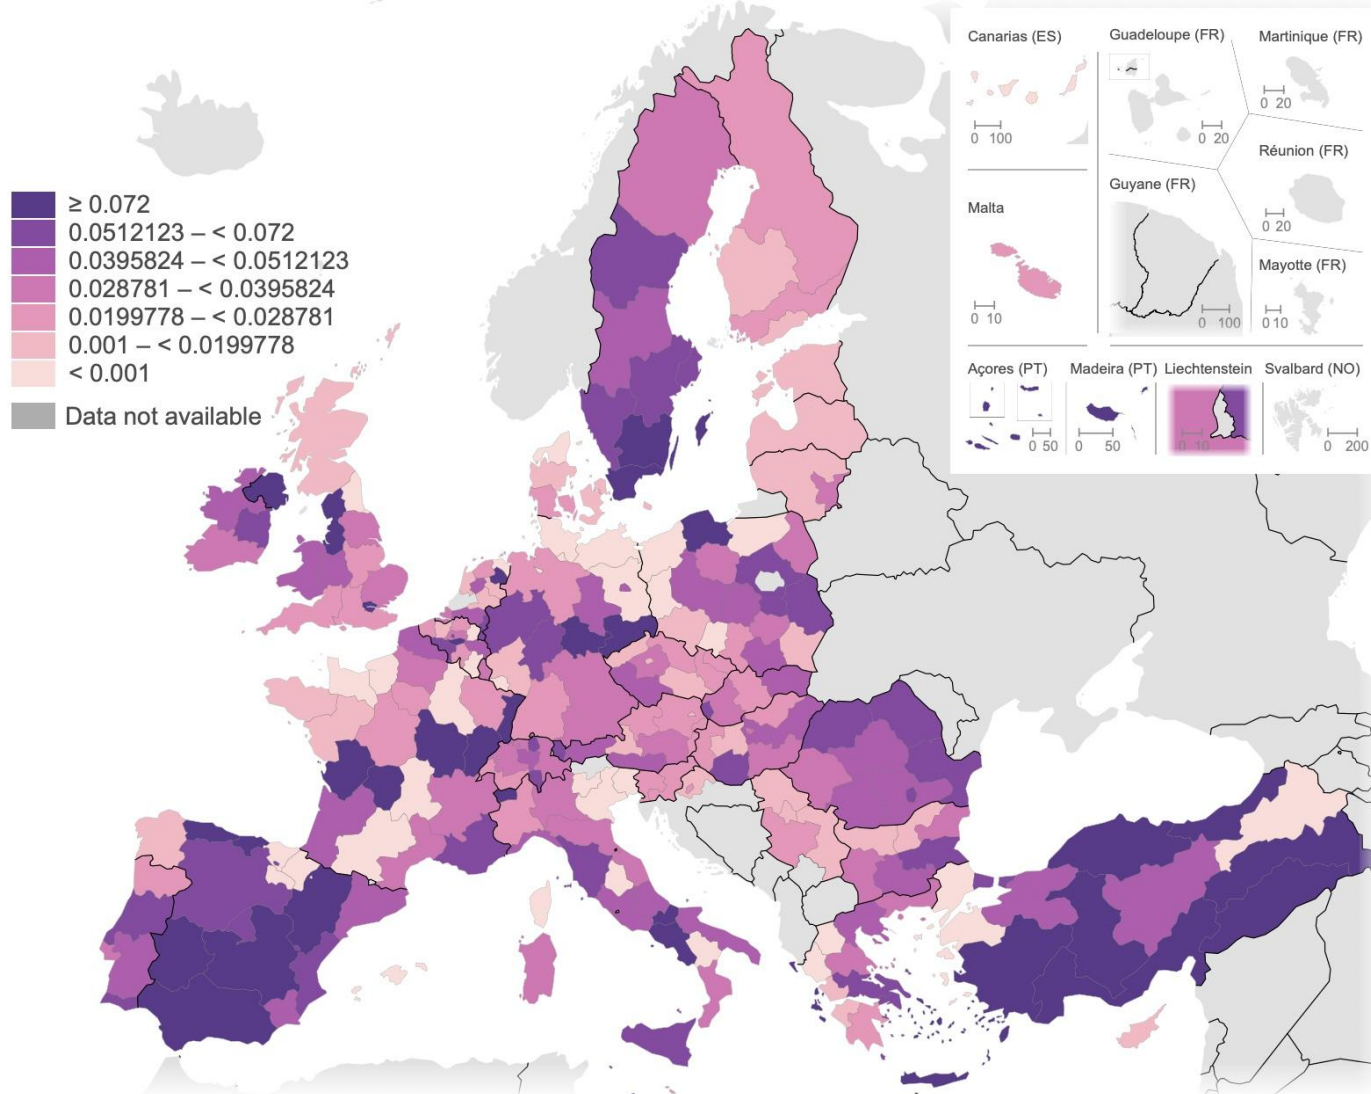 ≥ 0.072
0.0512123 – < 0.072
0.0395824 – < 0.0512123
0.028781 – < 0.0395824
0.0199778 – < 0.028781
0.001 – < 0.0199778
< 0.001
Data not available
Canarias (ES)
0 100
Guadeloupe (FR)
0 20
Martinique (FR)
0 20
Réunion (FR)
0 20
Guyane (FR)
0 100
Mayotte (FR)
0 10
Malta
0 10
Açores (PT)
0 50
Madeira (PT)
0 50
Liechtenstein
0 10
Svalbard (NO)
0 200